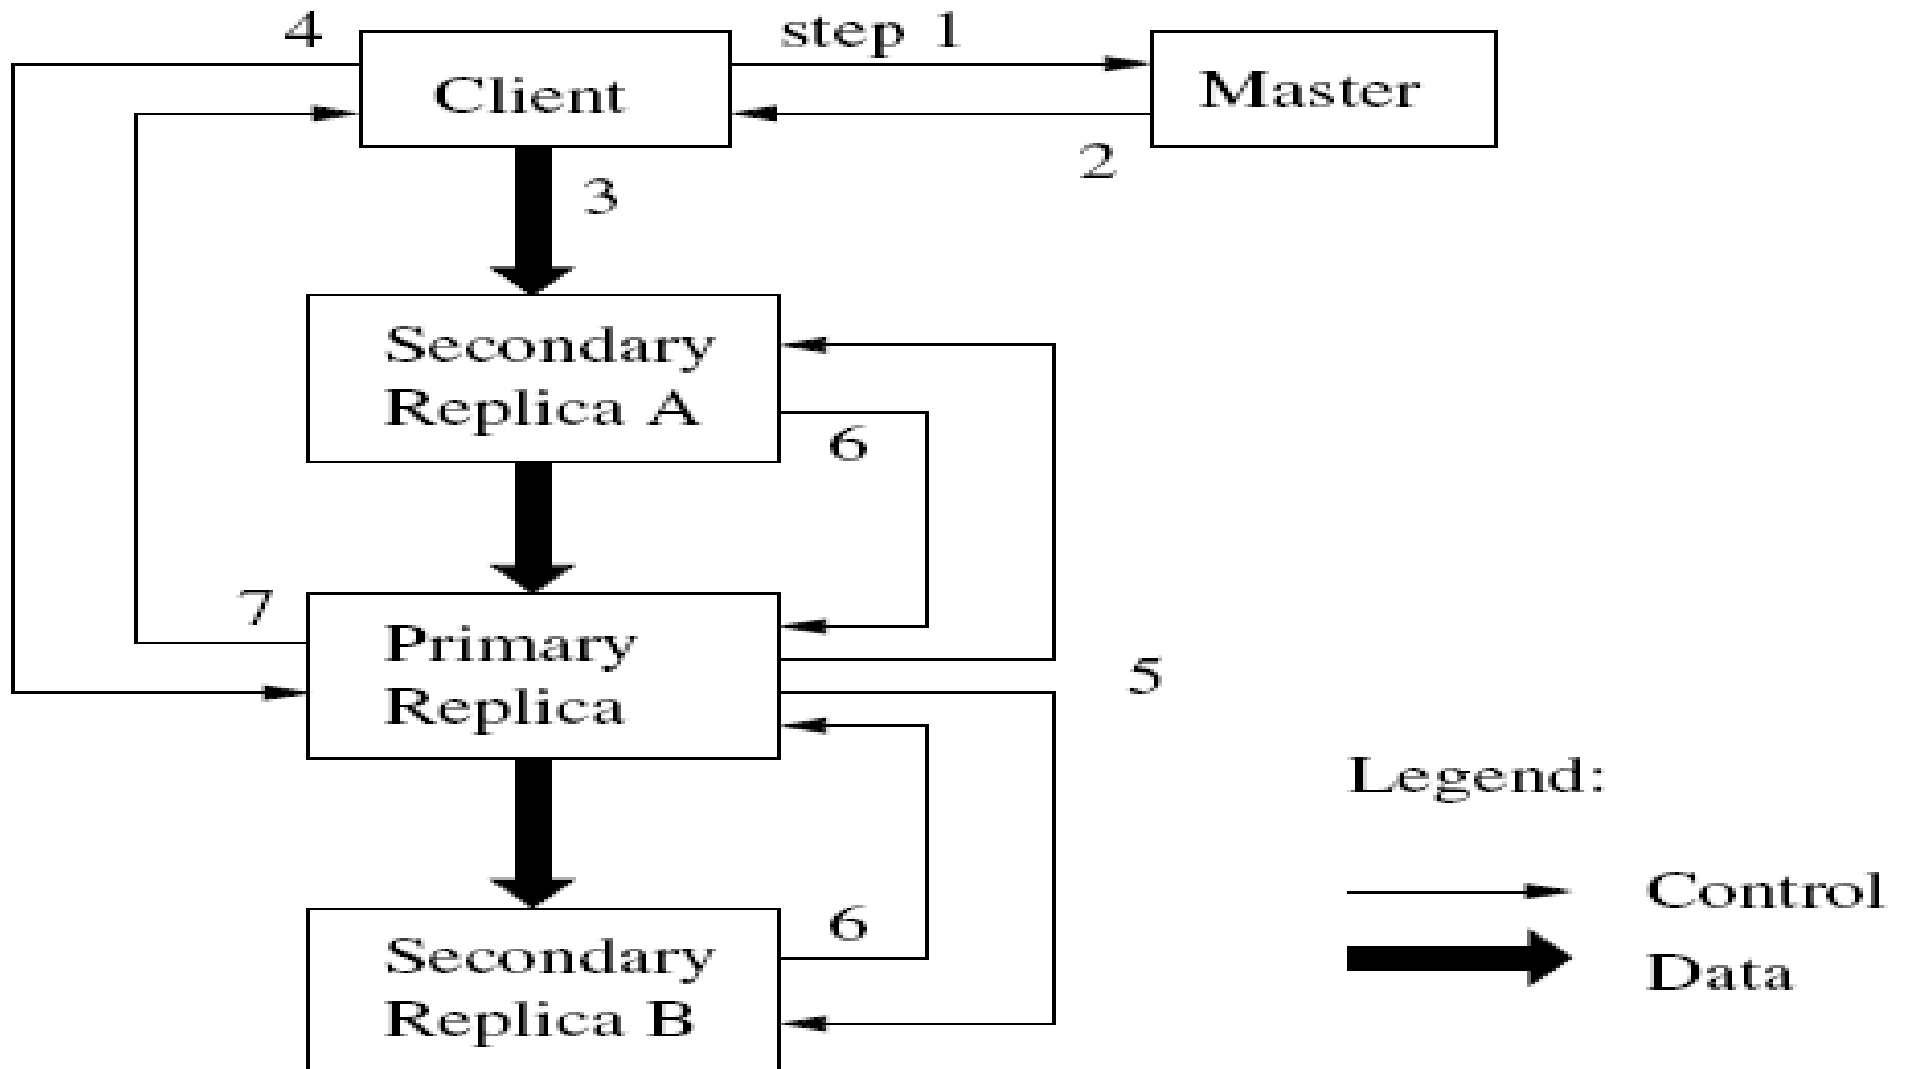 4
step 1
Client
Master
2
3
Secondary
Replica A
6
7
Primary
Replica
5
Legend:
Control
Data
6
Secondary
Replica B